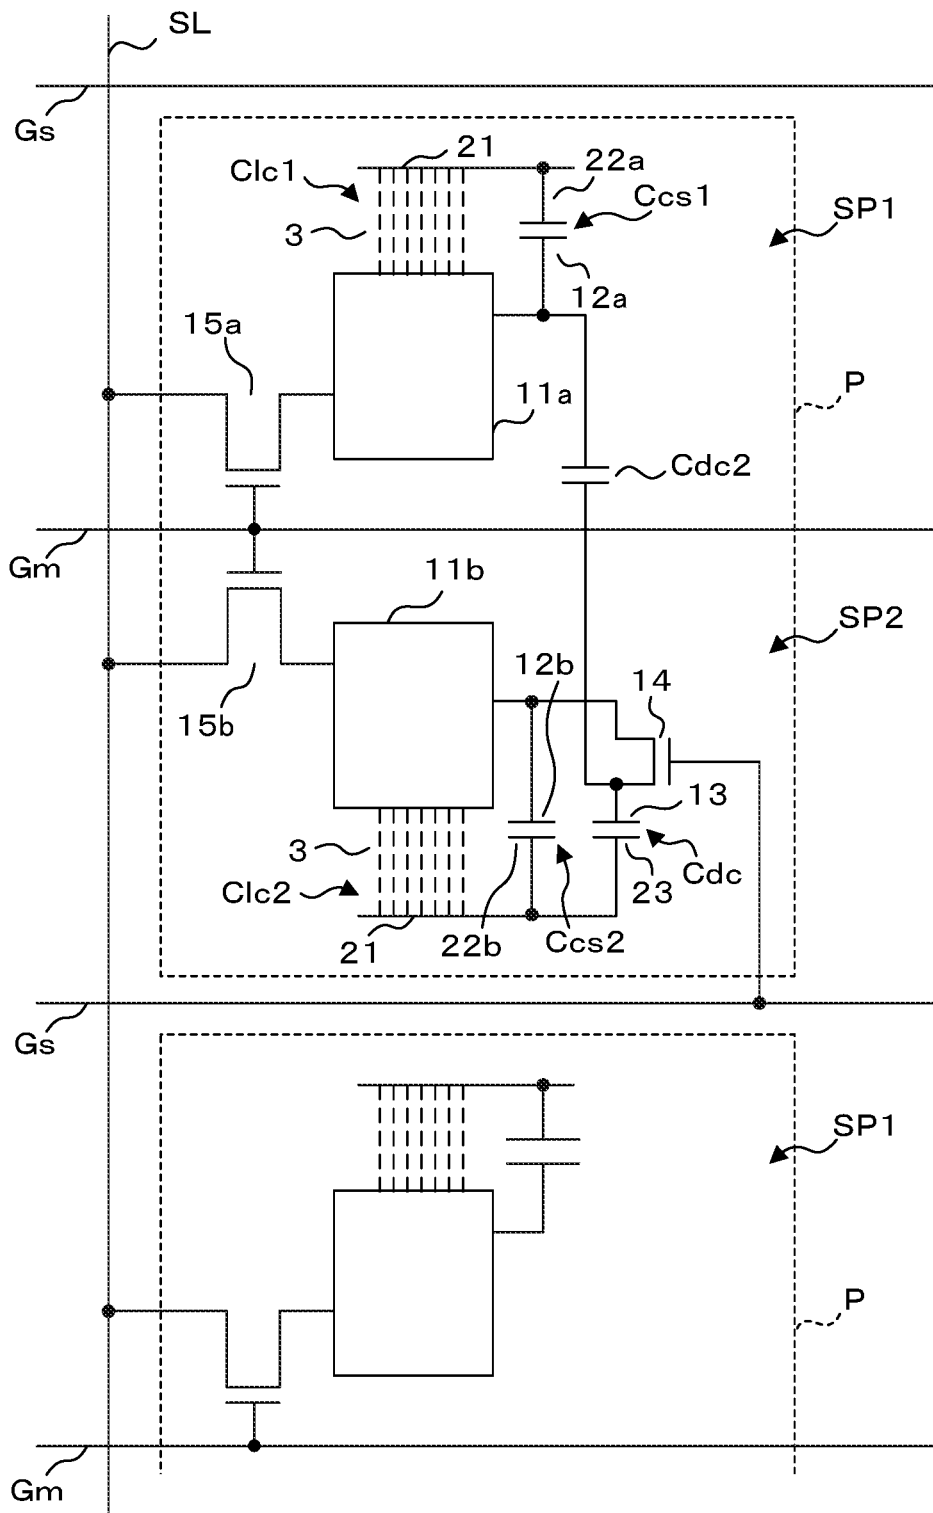 SL
Gs
21
Clc1
22a
Ccs1
SP1
3
12a
15a
P
11a
Cdc2
Gm
11b
SP2
12b
14
15b
13
3
Cdc
Clc2
23
21
22b
Ccs2
Gs
SP1
P
Gm